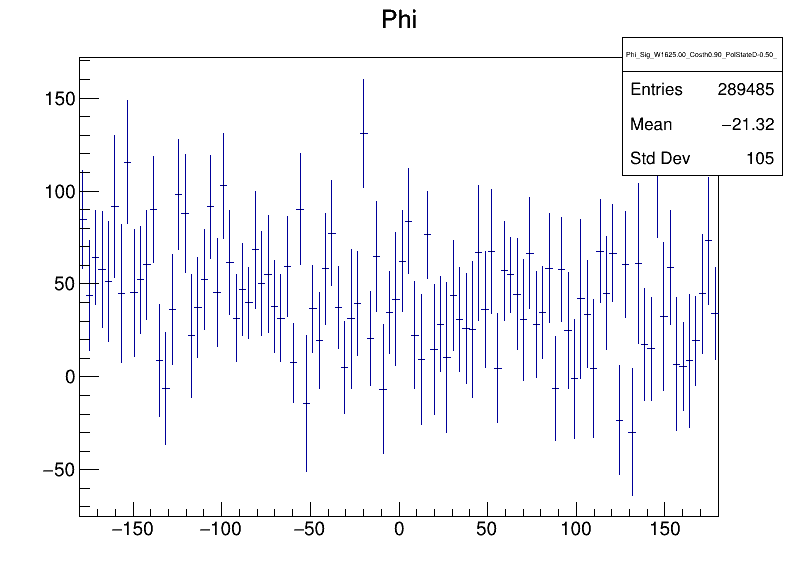 Phi
Phi_Sig_W1625.00_Costh0.90_PolStateD-0.50_
Entries 289485
Mean −21.32
Std Dev 105
150
100
50
0
−50
−150 −100 −50 0 50 100 150